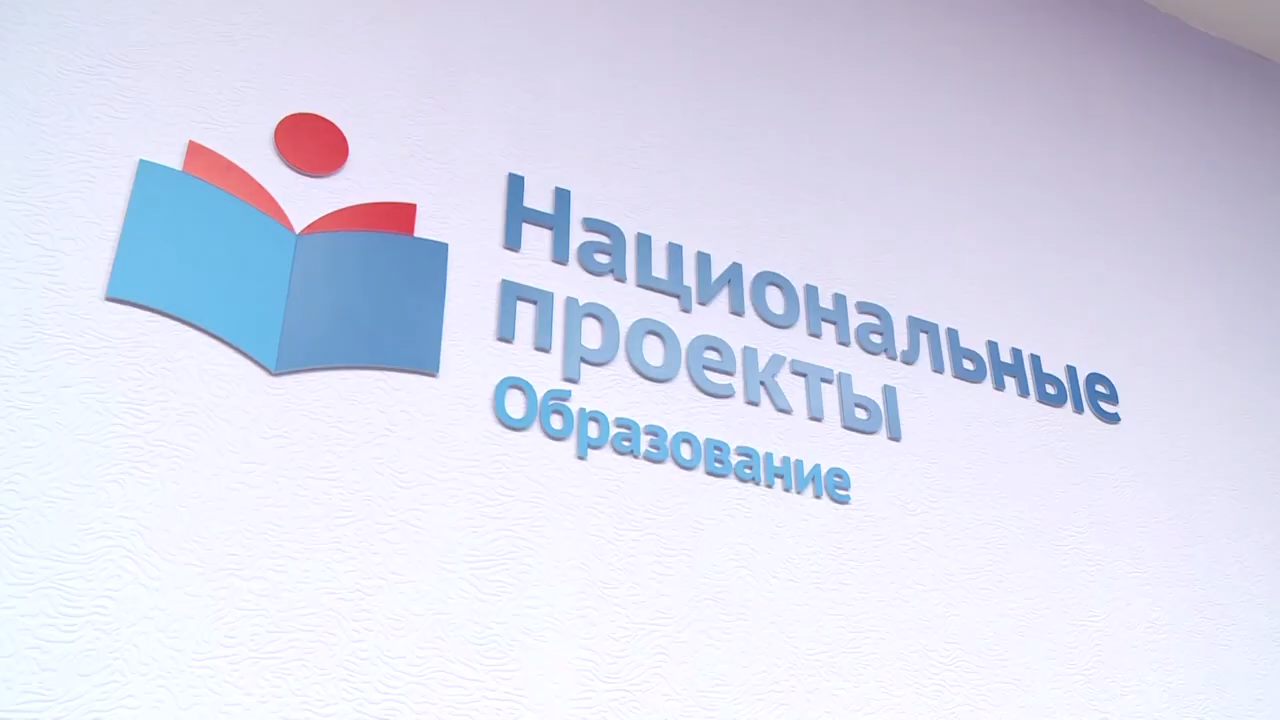 Национальные
проекты
Образование